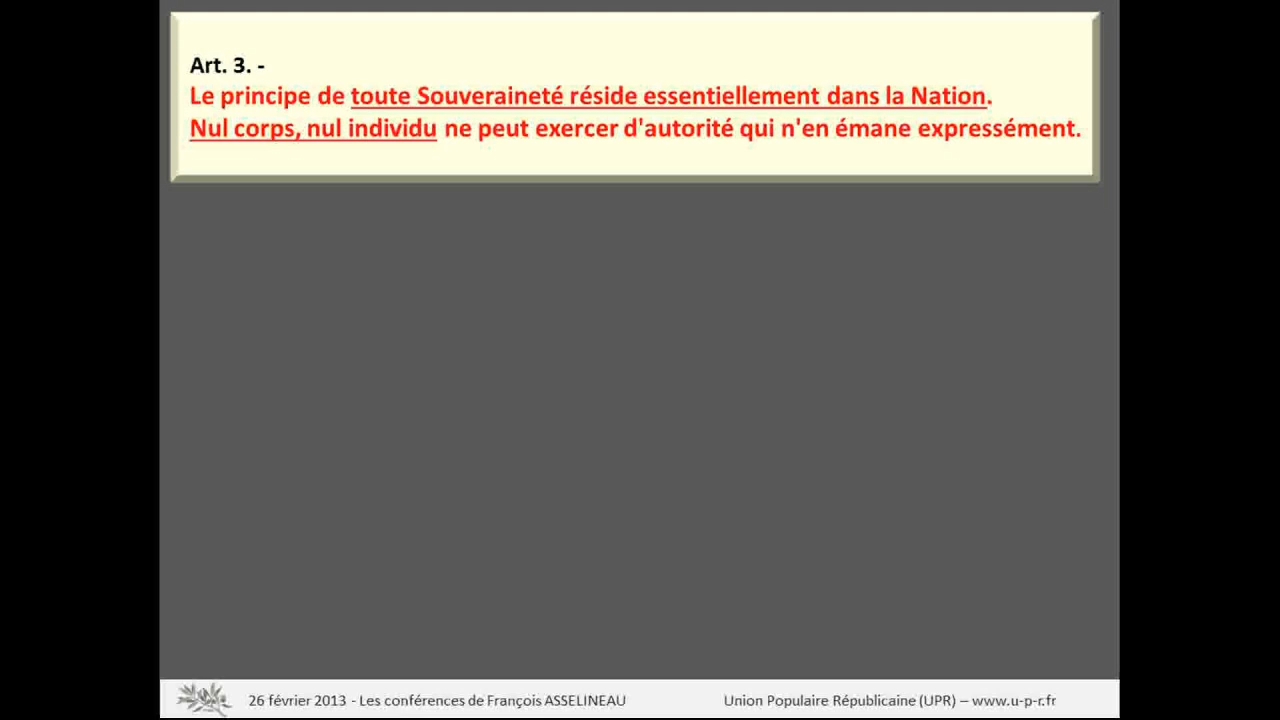 Art. 3. -
Le principe de toute Souveraineté réside essentiellement dans la Nation.
Nul corps, nul individu ne peut exercer d'autorité qui n'en émane expressément.
26 février 2013 - Les conférences de François ASSELINEAU
Union Populaire Républicaine (UPR) – www.u-p-r.fr